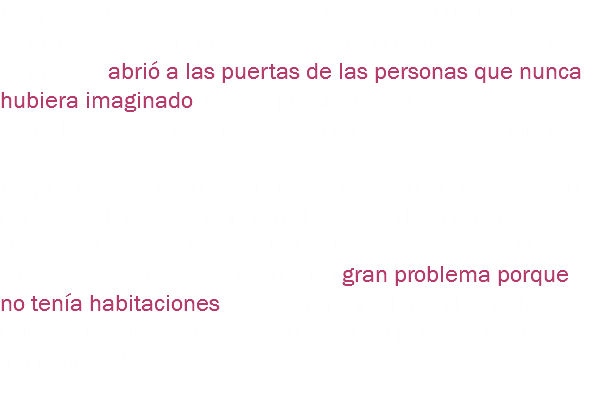 abrió a las puertas de las personas que nunca
hubiera imaginado
gran problema porque
no tenía habitaciones